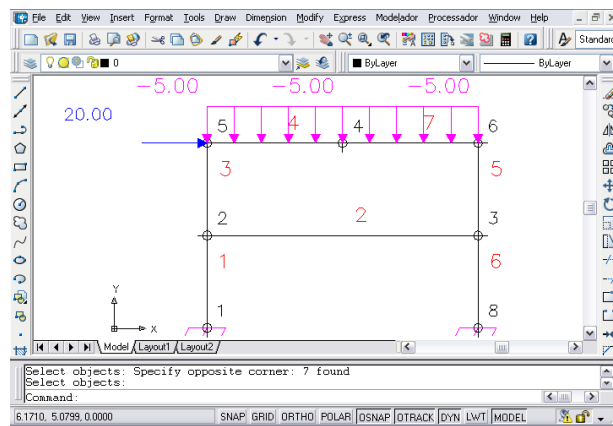 File Edit View Insert Format Tools Draw Dimension Modify Express Modelador Processador Window Help
Standard
0 ByLayer ByLayer
-5.00 -5.00 -5.00
20.00
5 4 4 7 6
3 5
2 2 3
1 6
Y
1 8
X
Model Layout1 Layout2
Select objects: Specify opposite corner: 7 found
Select objects:
Command:
6.1710, 5.0799, 0.0000 SNAP GRID ORTHO POLAR OSNAP OTRACK DYN LWT MODEL